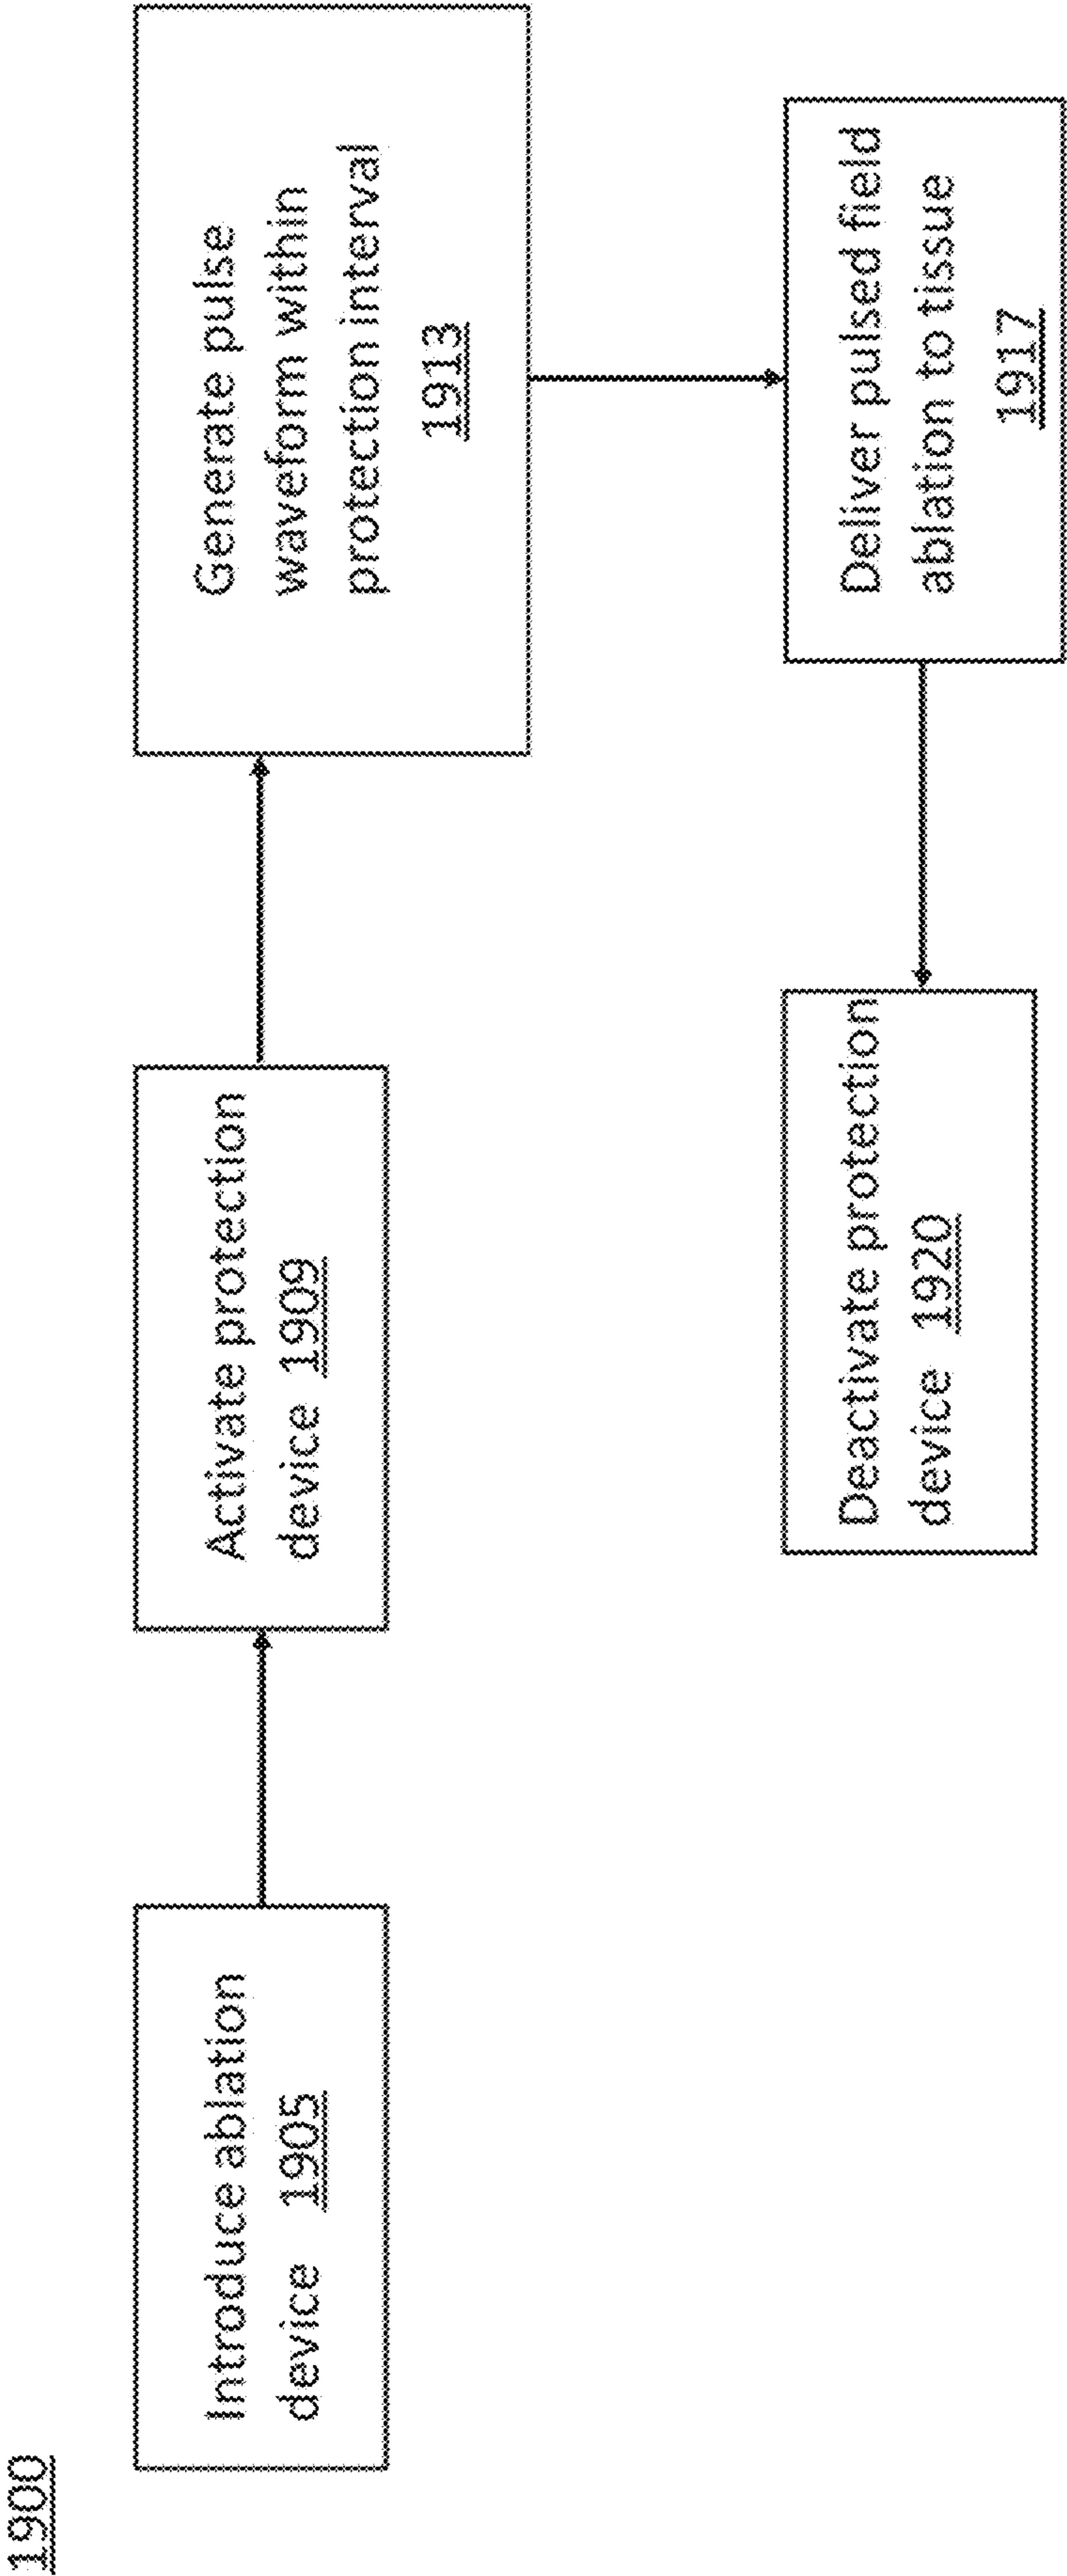 1900
Introduce ablation
device 1905
Activate protection
device 1909
Generate pulse
waveform within
protection interval
1913
Deliver pulsed field
ablation to tissue
1917
Deactivate protection
device 1920